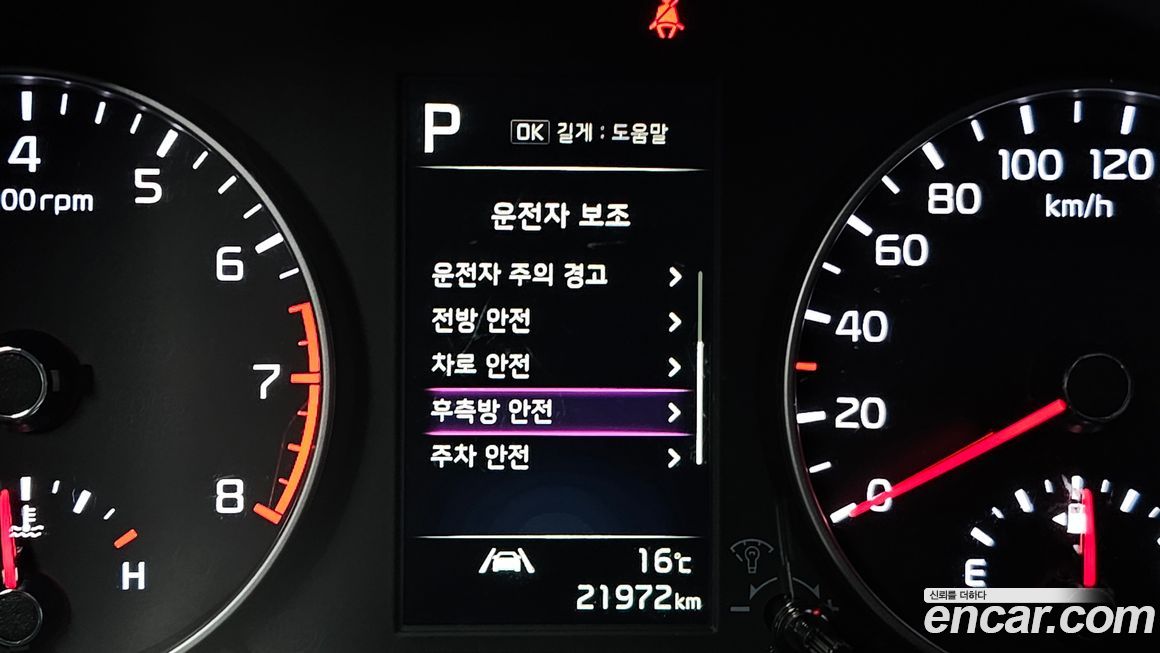 P
OK 길게 : 도움말
운전자 보조
운전자 주의 경고
전방 안전
차로 안전
후측방 안전
주차 안전
16℃
21972 km
4
5
6
7
8
00rpm
H
0
20
40
60
80
100
120
km/h
E
신뢰를 더하다
encar.com